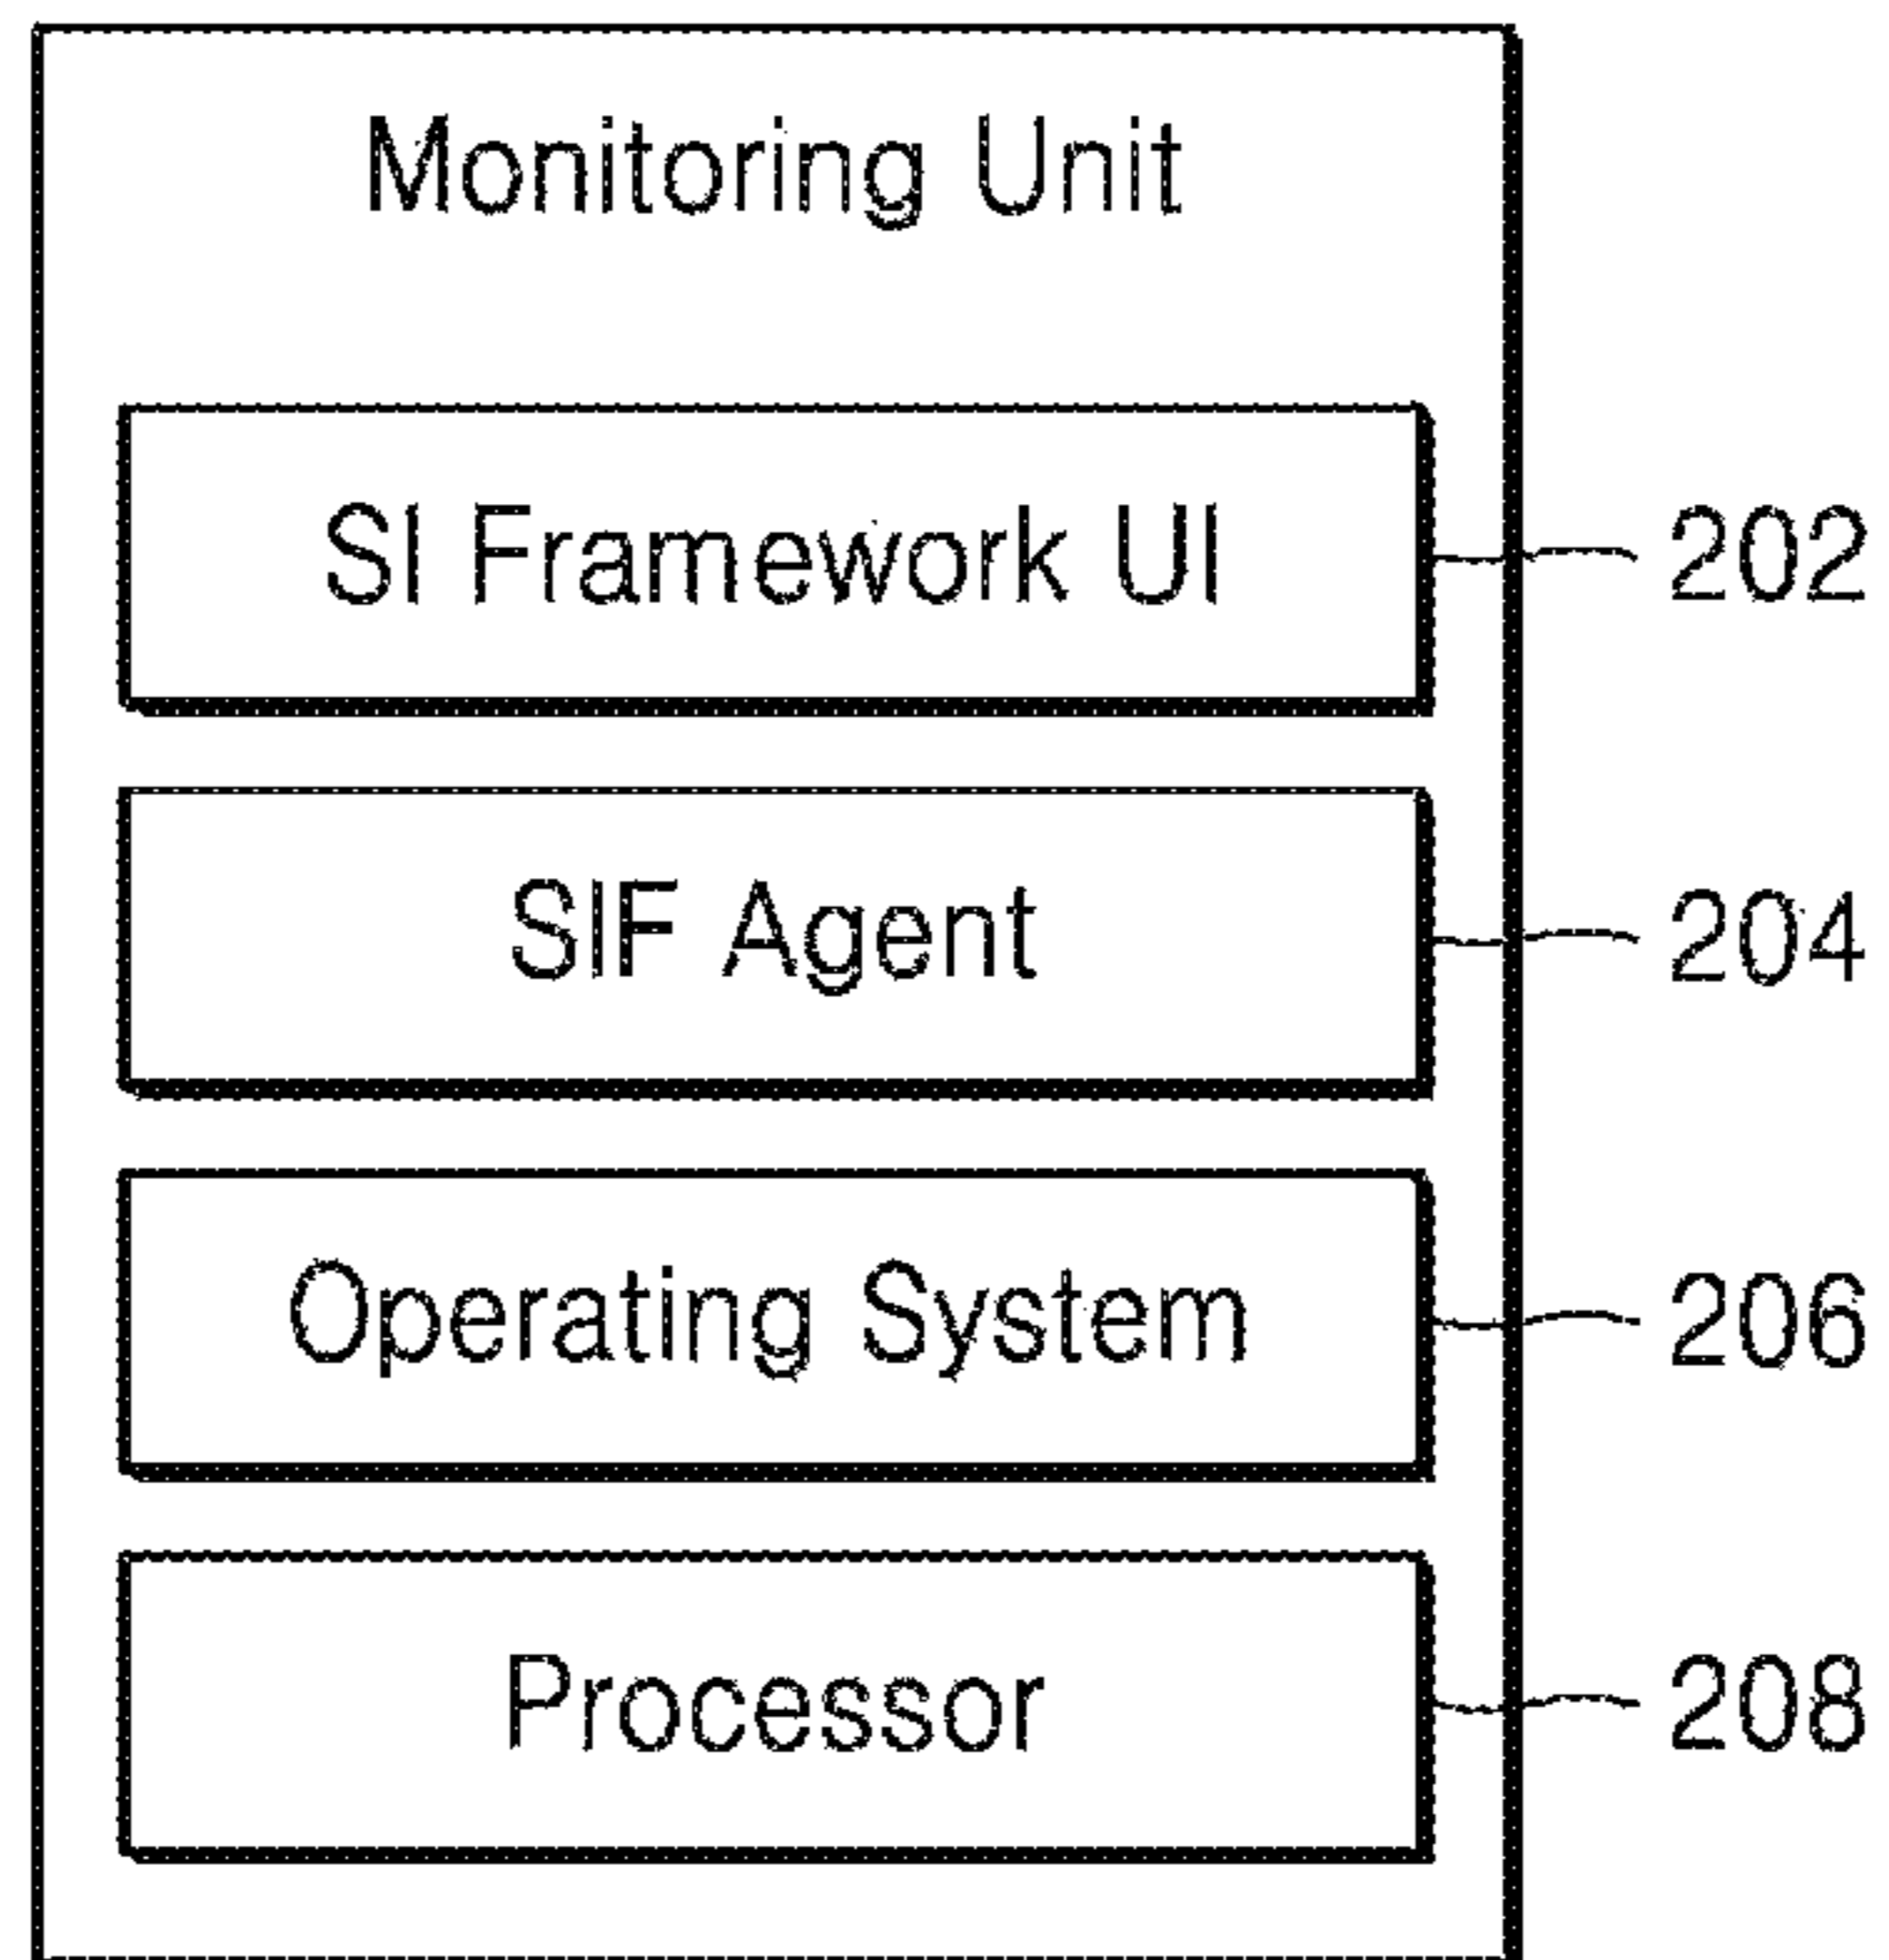 Monitoring Unit
SI Framework UI
202
SIF Agent
204
Operating System
206
Processor
208